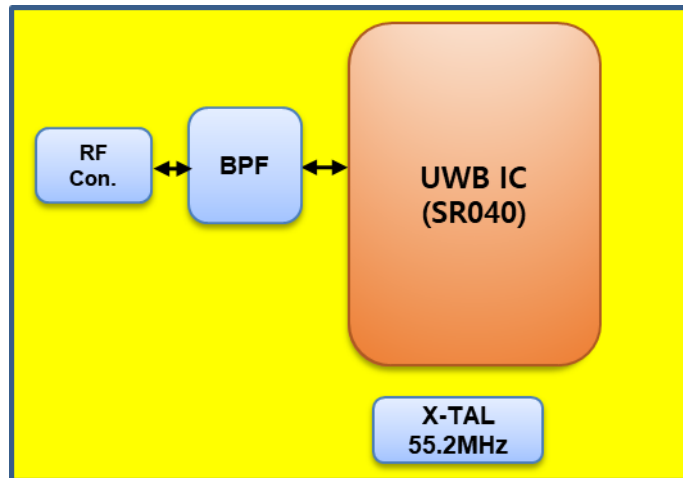 RF
Con.
BPF
UWB IC
(SR040)
X-TAL
55.2MHz